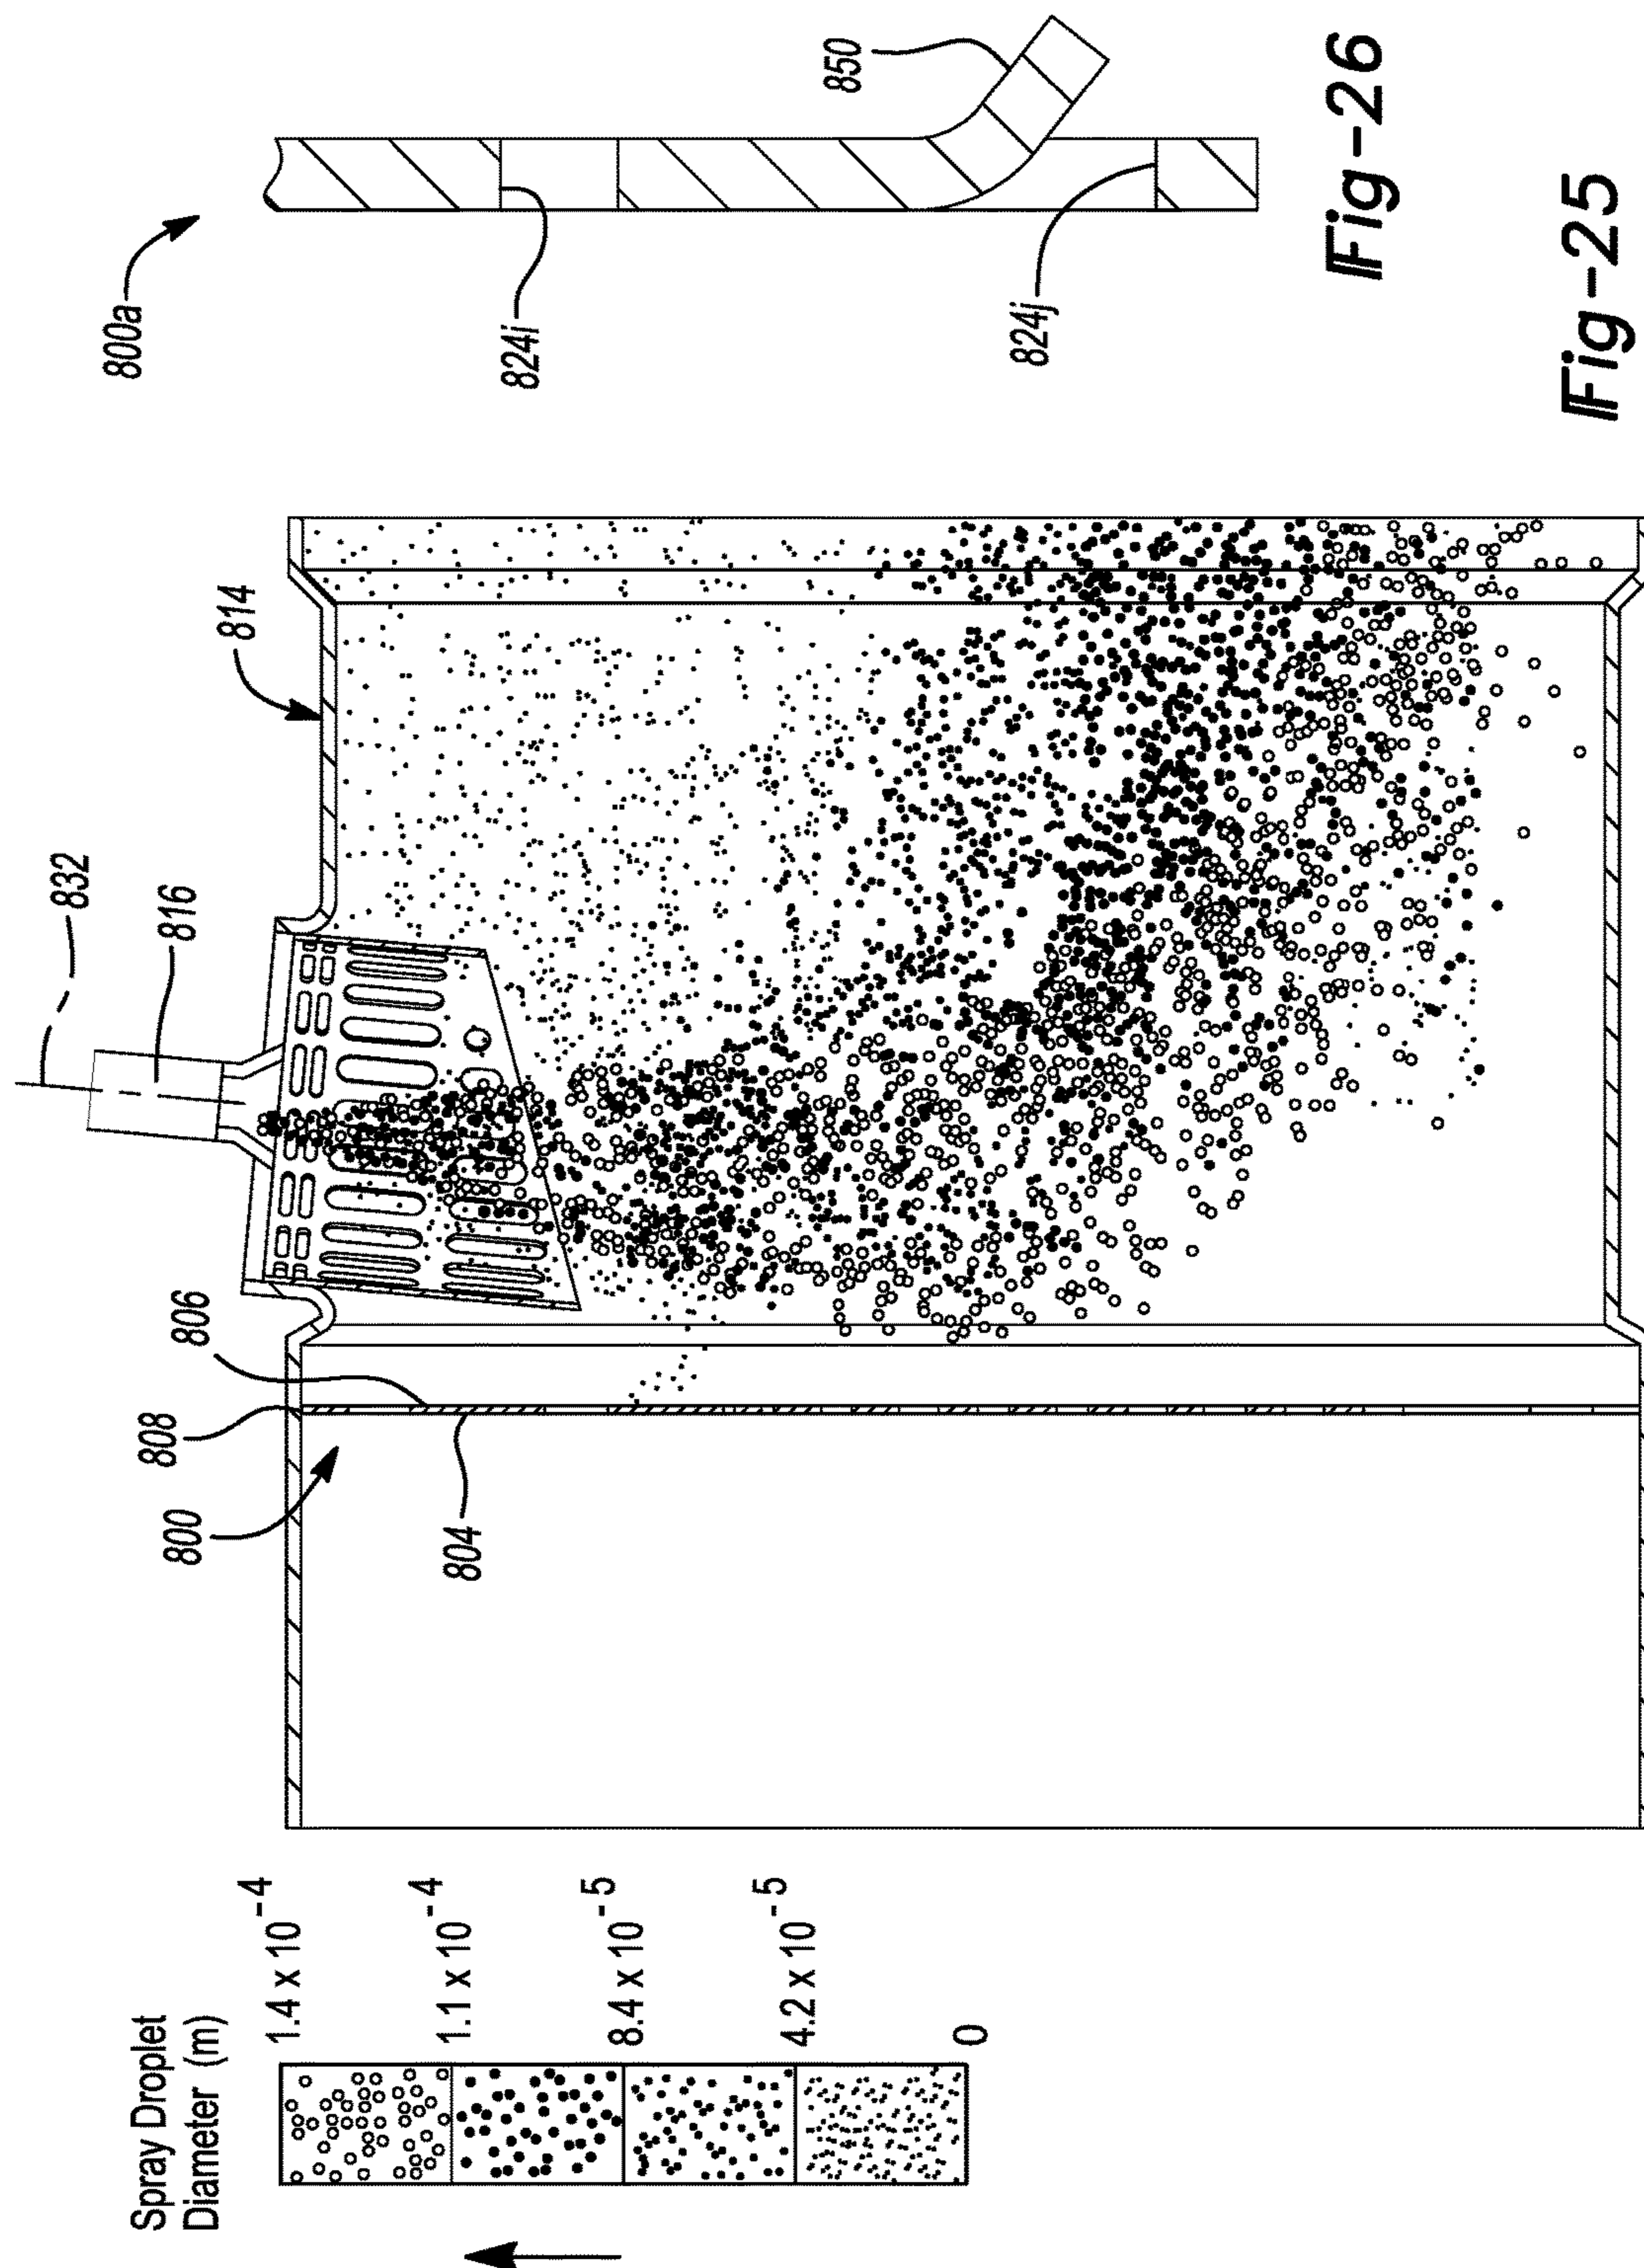 Spray Droplet
Diameter (m)
1.4 x 10⁻⁴
1.1 x 10⁻⁴
8.4 x 10⁻⁵
4.2 x 10⁻⁵
0
800
808
806
804
832
816
814
Fig-25
800a
824i
824j
850
Fig-26